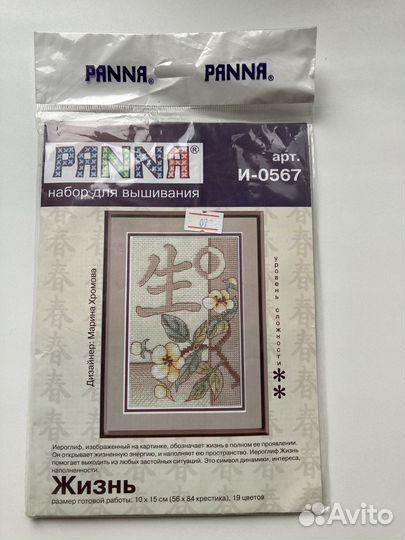 PANNA® PANNA®
PANNA®
набор для вышивания
арт.
И-0567
07
生
Дизайнер: Марина Хромова
уровень сложности
**
春
Иероглиф, изображенный на картинке, обозначает жизнь в полном ее проявлении.
Он открывает жизненную энергию, и наполняет ею пространство. Иероглиф Жизнь
помогает выходить из любых застойных ситуаций. Это символ динамики, интереса,
наполненности.
Жизнь
размер готовой работы: 10 x 15 см (56 x 84 крестика), 19 цветов
Avito